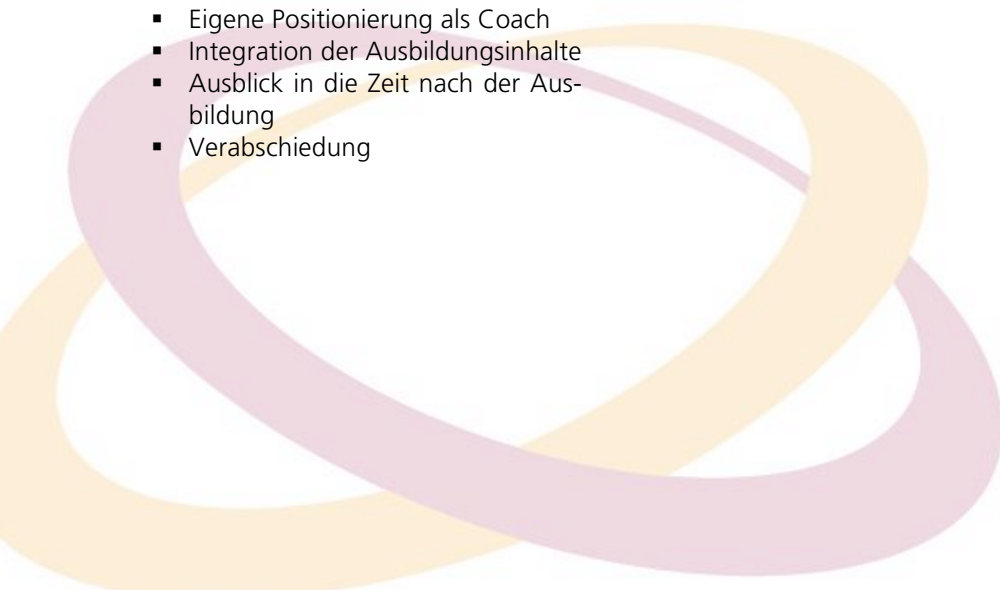 ▪ Eigene Positionierung als Coach
▪ Integration der Ausbildungsinhalte
▪ Ausblick in die Zeit nach der Aus-
bildung
▪ Verabschiedung